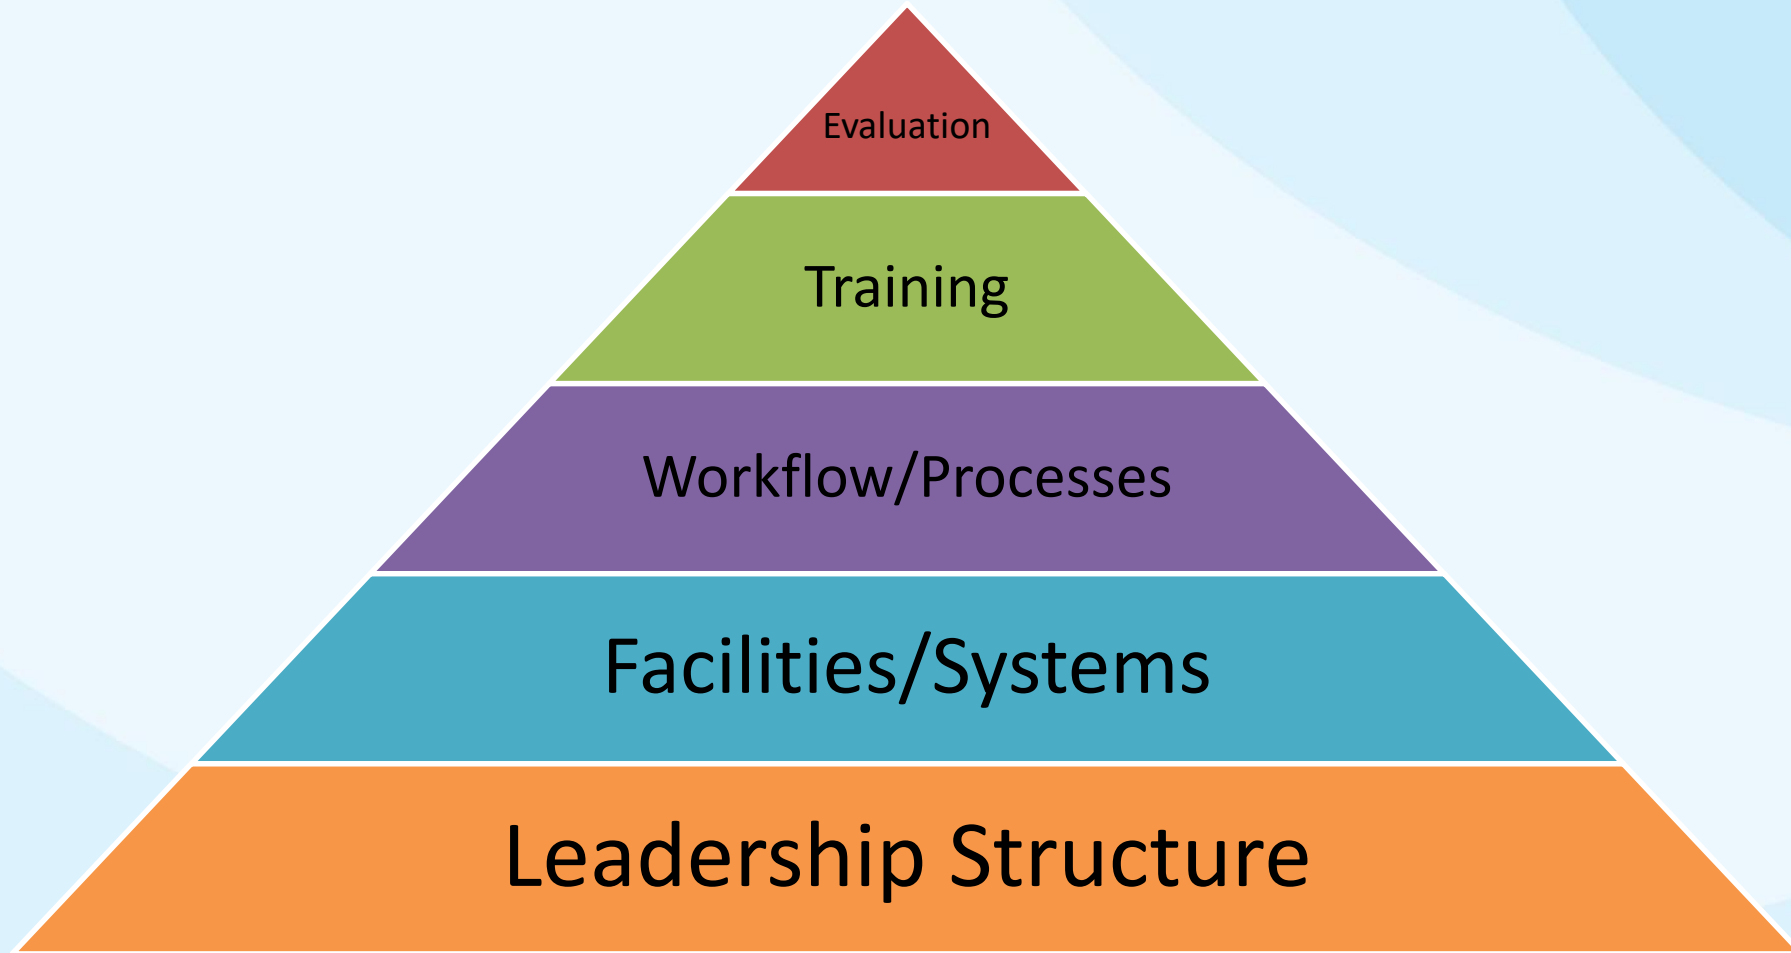 Evaluation
Training
Workflow/Processes
Facilities/Systems
Leadership Structure